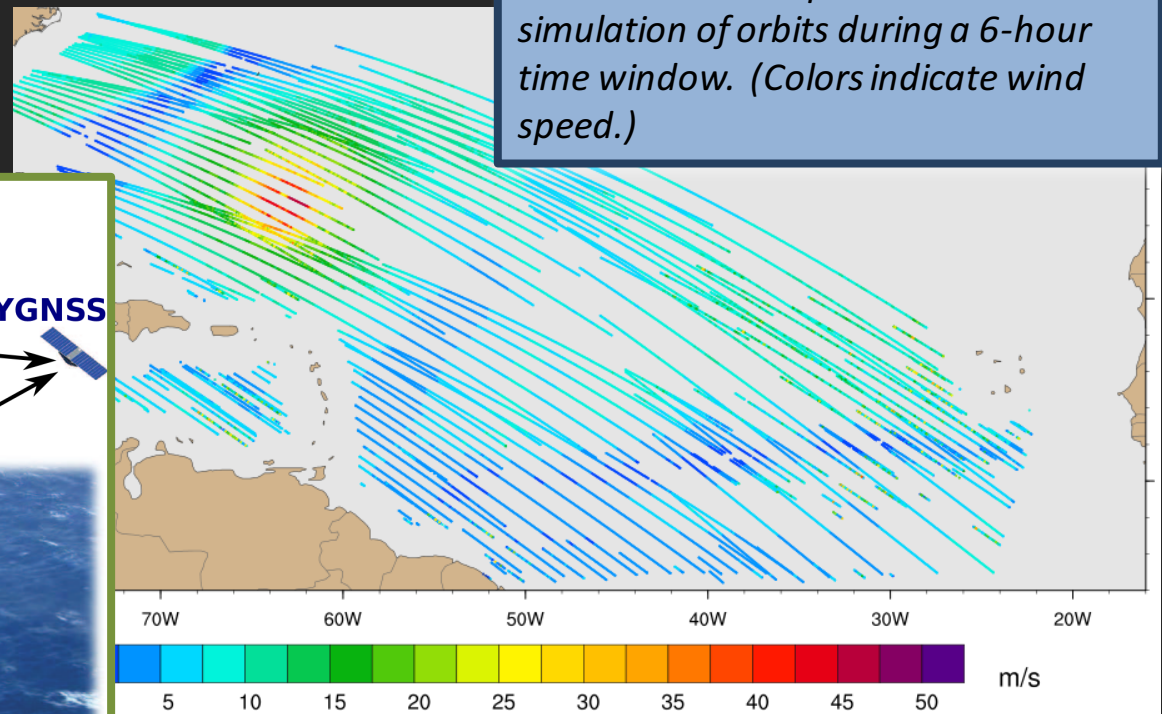 simulation of orbits during a 6-hour
time window. (Colors indicate wind
speed.)
YGNSS
70W 60W 50W 40W 30W 20W
5 10 15 20 25 30 35 40 45 50 m/s